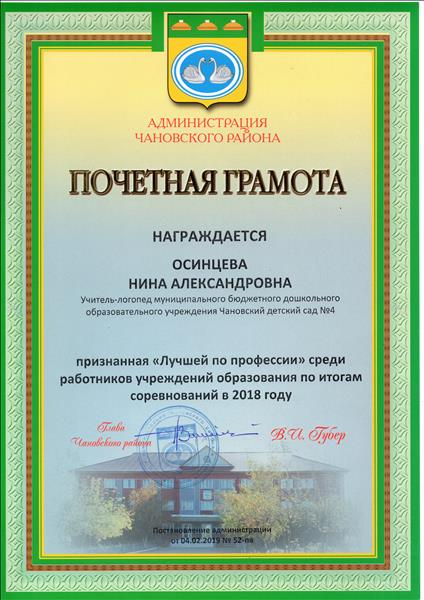 АДМИНИСТРАЦИЯ
ЧАНОВСКОГО РАЙОНА
ПОЧЕТНАЯ ГРАМОТА
НАГРАЖДАЕТСЯ
ОСИНЦЕВА
НИНА АЛЕКСАНДРОВНА
Учитель-логопед муниципального бюджетного дошкольного
образовательного учреждения Чановский детский сад №4
признанная «Лучшей по профессии» среди
работников учреждений образования по итогам
соревнований в 2018 году
Глава
Чановского района
В.И. Губер
Постановление администрации
от 04.02.2019 № 52-па